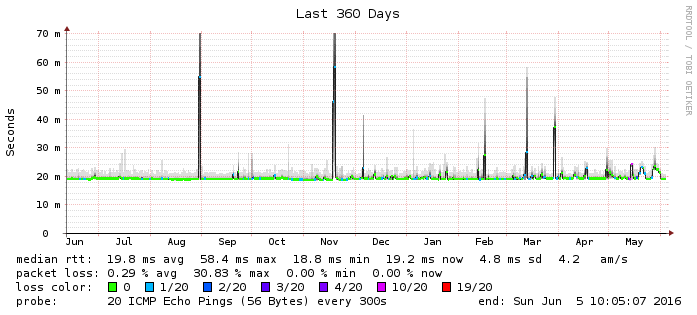 Last 360 Days
RRDTOOL / TOBI OETIKER
Seconds
70 m
60 m
50 m
40 m
30 m
20 m
10 m
0
Jun Jul Aug Sep Oct Nov Dec Jan Feb Mar Apr May
median rtt: 19.8 ms avg 58.4 ms max 18.8 ms min 19.2 ms now 4.8 ms sd 4.2 am/s
packet loss: 0.29 % avg 30.83 % max 0.00 % min 0.00 % now
loss color: 0 1/20 2/20 3/20 4/20 10/20 19/20
probe: 20 ICMP Echo Pings (56 Bytes) every 300s end: Sun Jun 5 10:05:07 2016